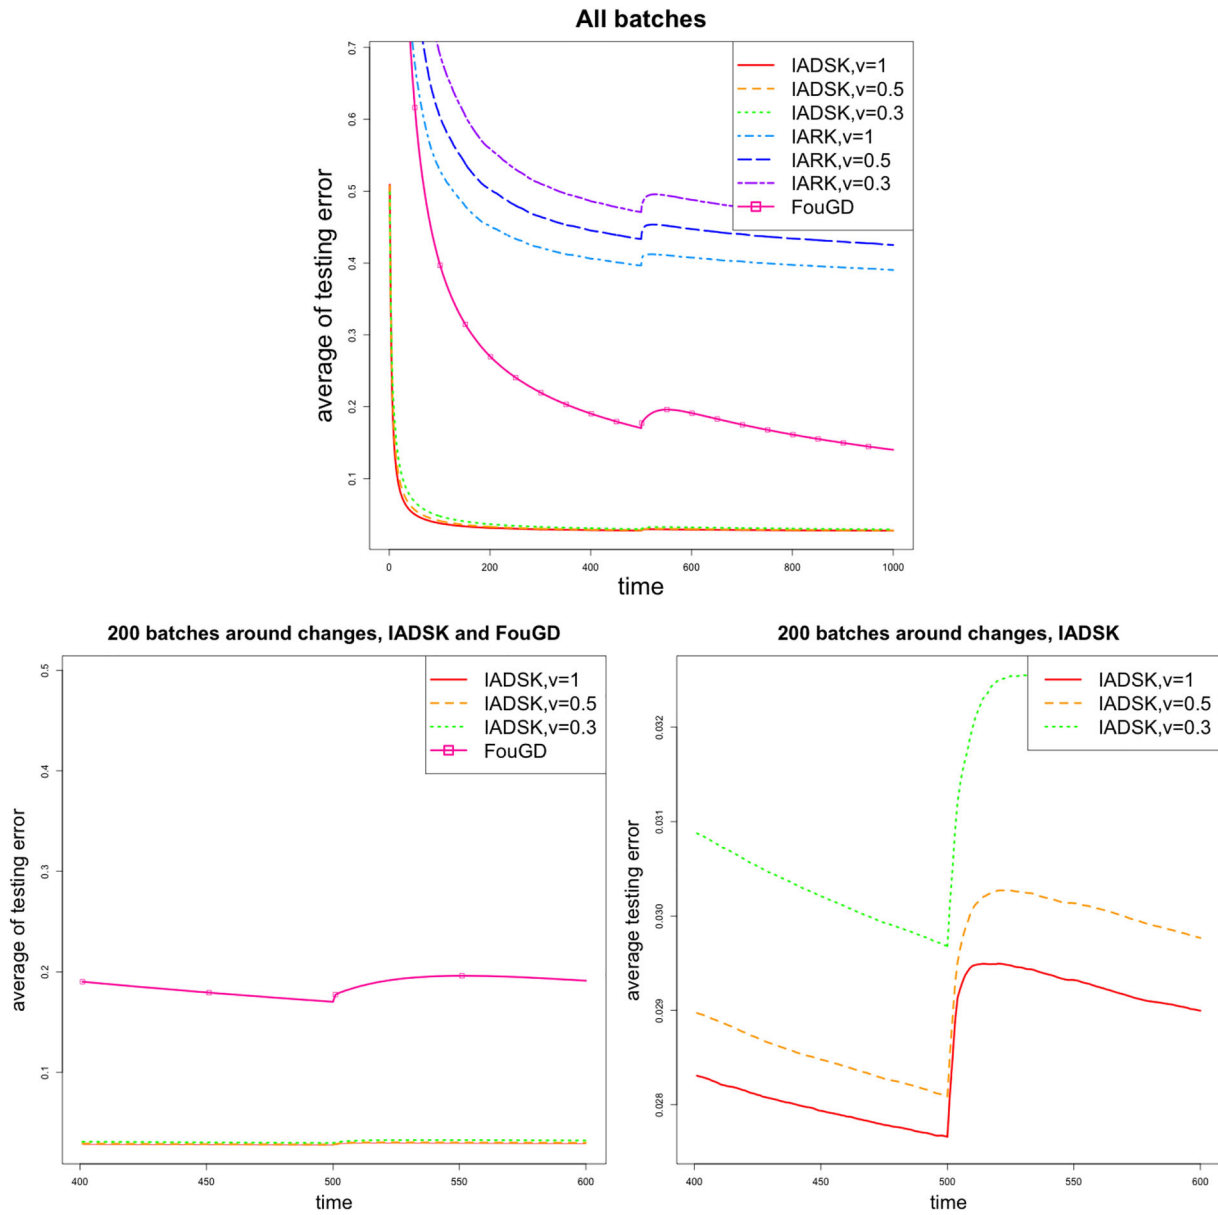 All batches
average of testing error
0.7
0.6
0.5
0.4
0.3
0.2
0.1
IADSK,v=1
IADSK,v=0.5
IADSK,v=0.3
IARK,v=1
IARK,v=0.5
IARK,v=0.3
FouGD
0
200
400
600
800
1000
time
200 batches around changes, IADSK and FouGD
average of testing error
0.5
0.4
0.3
0.2
0.1
IADSK,v=1
IADSK,v=0.5
IADSK,v=0.3
FouGD
400
450
500
550
600
time
200 batches around changes, IADSK
average testing error
0.032
0.031
0.030
0.029
0.028
IADSK,v=1
IADSK,v=0.5
IADSK,v=0.3
400
450
500
550
600
time